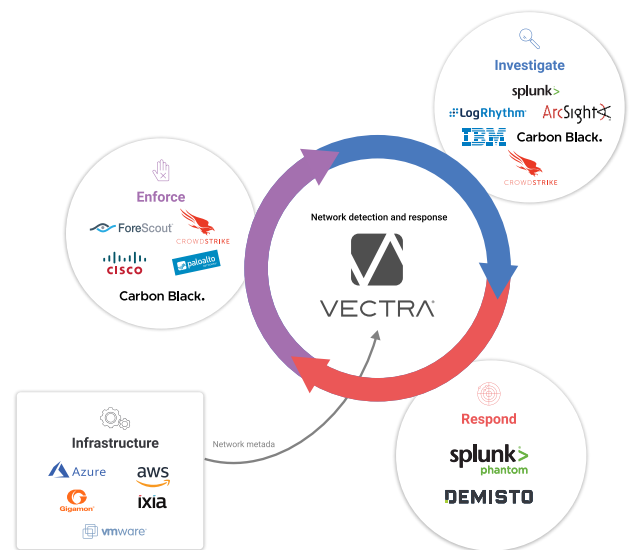 Investigate
splunk>
LogRhythm
ArcSight
IBM
Carbon Black.
CROWDSTRIKE
Enforce
ForeScout
CROWDSTRIKE
CISCO
paloalto
Carbon Black.
Network detection and response
VECTRA
Respond
splunk>
phantom
DEMISTO
Infrastructure
Azure
aws
Gigamon
ixia
vmware
Network metada